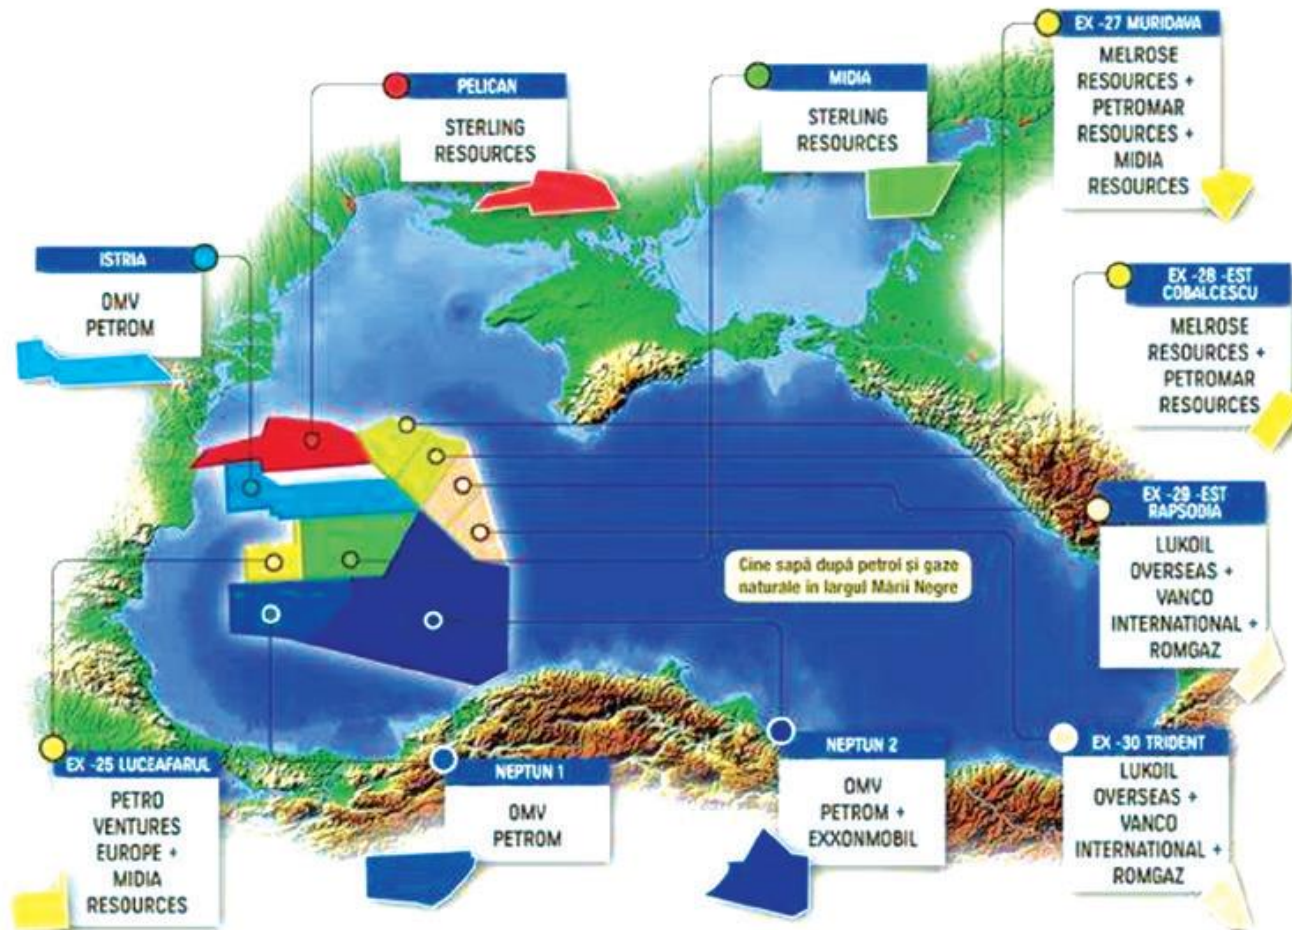 EX -27 MURIDAVA
MELROSE
RESOURCES +
PETROMAR
RESOURCES +
MIDIA
RESOURCES
PELICAN
STERLING
RESOURCES
MIDIA
STERLING
RESOURCES
ISTRIA
OMV
PETROM
EX -28 -EST
COBALCESCU
MELROSE
RESOURCES +
PETROMAR
RESOURCES
EX -29 -EST
RAPSODIA
LUKOIL
OVERSEAS +
VANCO
INTERNATIONAL +
ROMGAZ
Cine sapă după petrol și gaze
naturale în largul Mării Negre
EX -25 LUCEAFARUL
PETRO
VENTURES
EUROPE +
MIDIA
RESOURCES
NEPTUN 1
OMV
PETROM
NEPTUN 2
OMV
PETROM +
EXXONMOBIL
EX -30 TRIDENT
LUKOIL
OVERSEAS +
VANCO
INTERNATIONAL +
ROMGAZ